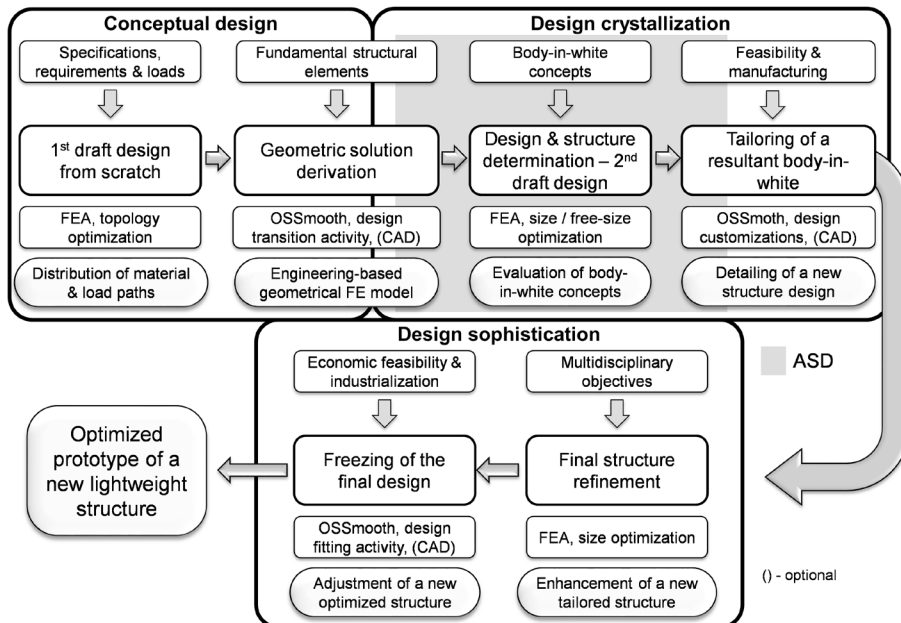 Conceptual design
Design crystallization
Specifications,
requirements & loads
Fundamental structural
elements
Body-in-white
concepts
Feasibility &
manufacturing
1st draft design
from scratch
Geometric solution
derivation
Design & structure
determination – 2nd
draft design
Tailoring of a
resultant body-in-
white
FEA, topology
optimization
OSSmooth, design
transition activity, (CAD)
FEA, size / free-size
optimization
OSSmoth, design
customizations, (CAD)
Distribution of material
& load paths
Engineering-based
geometrical FE model
Evaluation of body-
in-white concepts
Detailing of a new
structure design
Design sophistication
ASD
Economic feasibility &
industrialization
Multidisciplinary
objectives
Optimized
prototype of a
new lightweight
structure
Freezing of the
final design
Final structure
refinement
OSSmooth, design
fitting activity, (CAD)
FEA, size optimization
Adjustment of a new
optimized structure
Enhancement of a new
tailored structure
() - optional